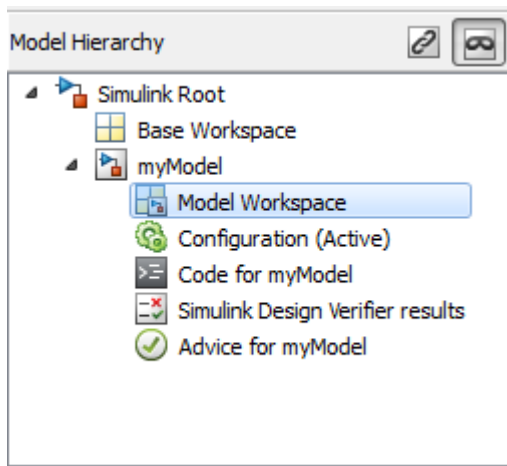 Model Hierarchy
Simulink Root
Base Workspace
myModel
Model Workspace
Configuration (Active)
Code for myModel
Simulink Design Verifier results
Advice for myModel